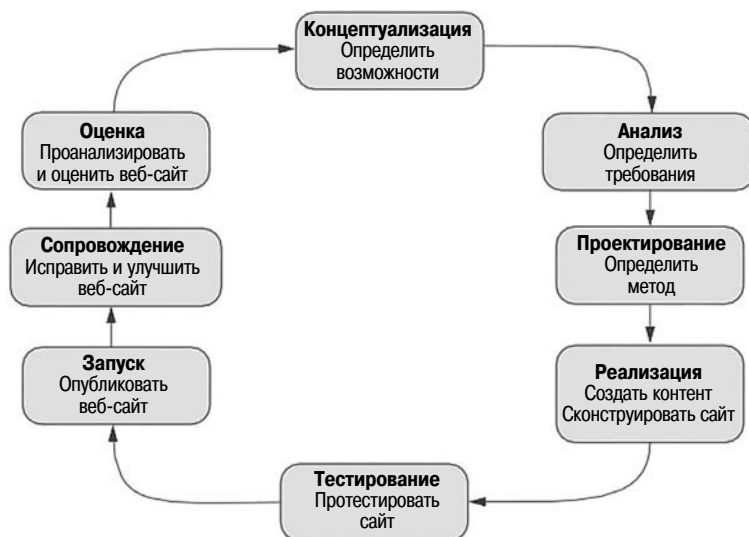 Концептуализация
Определить
возможности
Анализ
Определить
требования
Проектирование
Определить
метод
Реализация
Создать контент
Сконструировать сайт
Тестирование
Протестировать
сайт
Запуск
Опубликовать
веб-сайт
Сопровождение
Исправить и улучшить
веб-сайт
Оценка
Проанализировать
и оценить веб-сайт